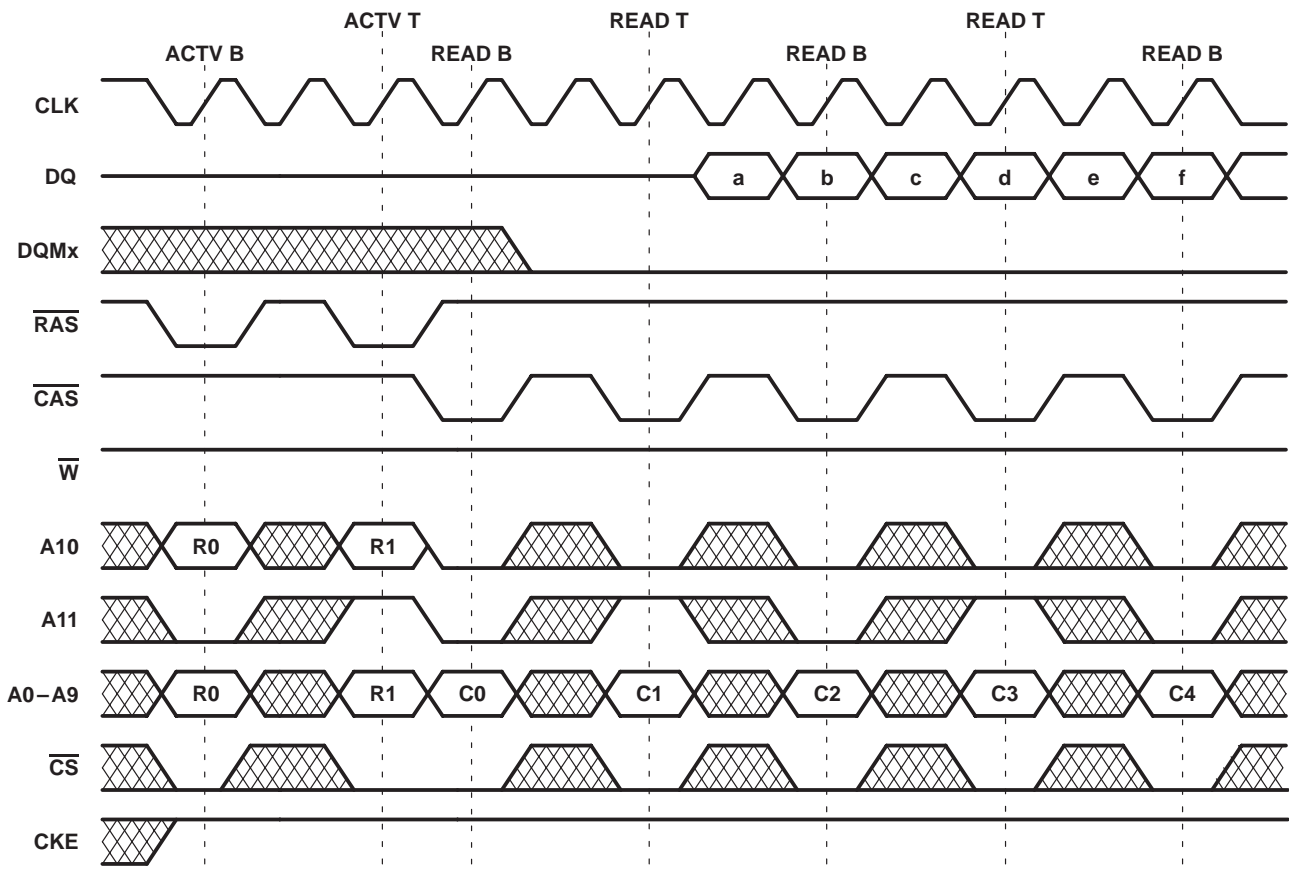 ACTV T READ T READ T
ACTV B READ B READ B READ B
CLK
DQ a b c d e f
DQMx
RAS
CAS
W
A10 R0 R1
A11
A0–A9 R0 R1 C0 C1 C2 C3 C4
CS
CKE